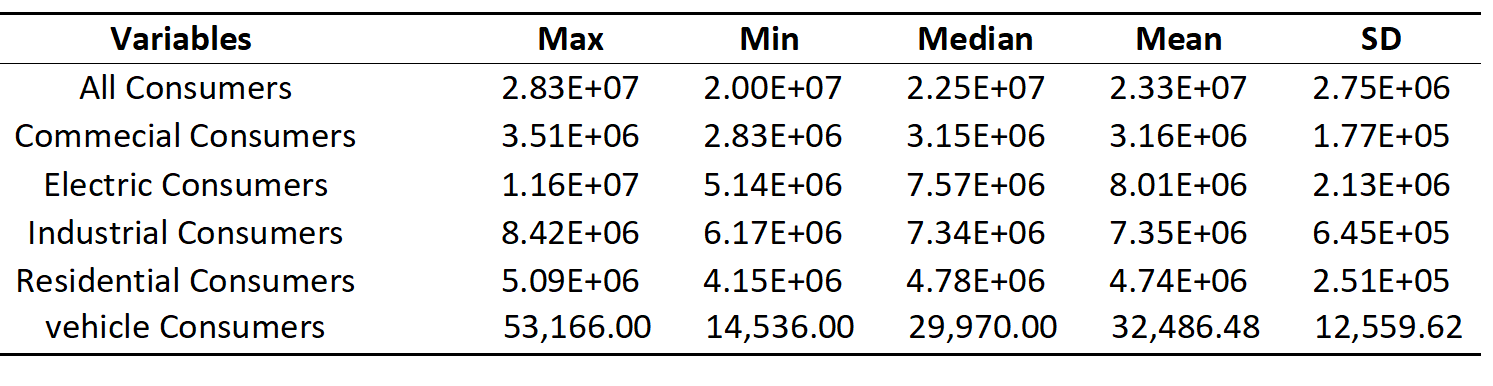 Variables Max Min Median Mean SD
All Consumers 2.83E+07 2.00E+07 2.25E+07 2.33E+07 2.75E+06
Commecial Consumers 3.51E+06 2.83E+06 3.15E+06 3.16E+06 1.77E+05
Electric Consumers 1.16E+07 5.14E+06 7.57E+06 8.01E+06 2.13E+06
Industrial Consumers 8.42E+06 6.17E+06 7.34E+06 7.35E+06 6.45E+05
Residential Consumers 5.09E+06 4.15E+06 4.78E+06 4.74E+06 2.51E+05
vehicle Consumers 53,166.00 14,536.00 29,970.00 32,486.48 12,559.62